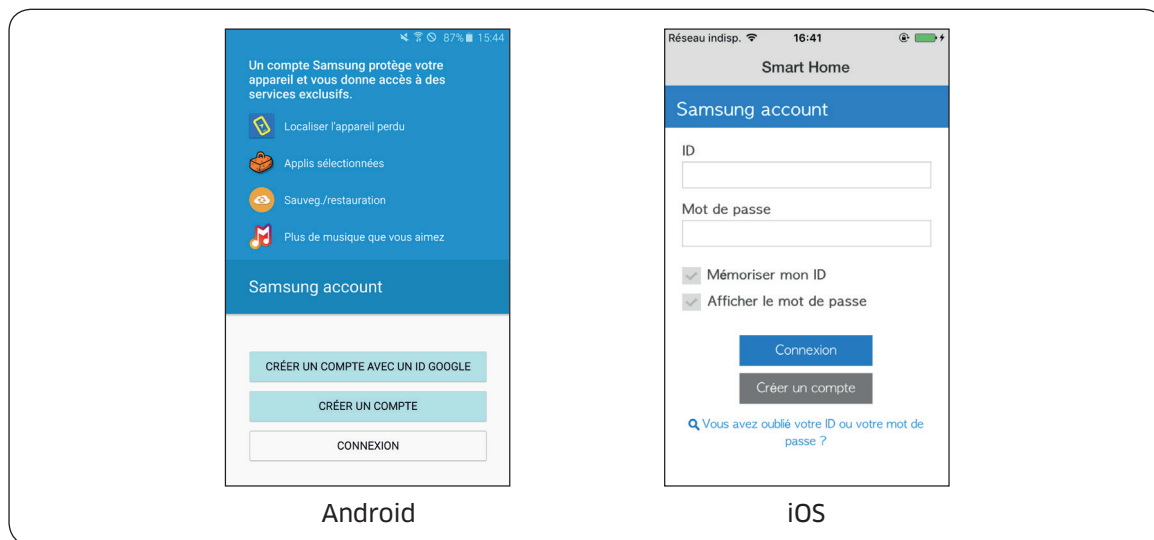 87% 15:44
Un compte Samsung protège votre
appareil et vous donne accès à des
services exclusifs.
Localiser l'appareil perdu
Applis sélectionnées
Sauveg./restauration
Plus de musique que vous aimez
Samsung account
CRÉER UN COMPTE AVEC UN ID GOOGLE
CRÉER UN COMPTE
CONNEXION
Android
Réseau indisp. 16:41
Smart Home
Samsung account
ID
Mot de passe
Mémoriser mon ID
Afficher le mot de passe
Connexion
Créer un compte
Vous avez oublié votre ID ou votre mot de
passe ?
iOS